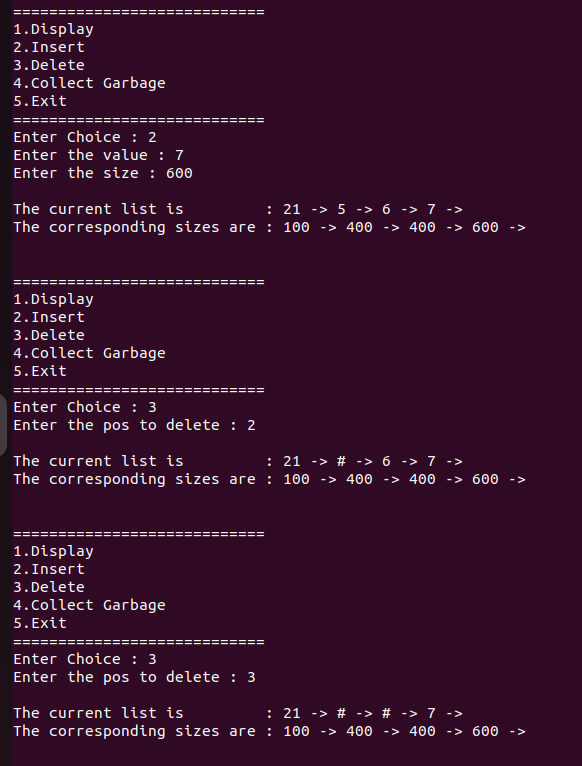 ============================
1.Display
2.Insert
3.Delete
4.Collect Garbage
5.Exit
============================
Enter Choice : 2
Enter the value : 7
Enter the size : 600
The current list is         : 21 -> 5 -> 6 -> 7 ->
The corresponding sizes are : 100 -> 400 -> 400 -> 600 ->
============================
1.Display
2.Insert
3.Delete
4.Collect Garbage
5.Exit
============================
Enter Choice : 3
Enter the pos to delete : 2
The current list is         : 21 -> # -> 6 -> 7 ->
The corresponding sizes are : 100 -> 400 -> 400 -> 600 ->
============================
1.Display
2.Insert
3.Delete
4.Collect Garbage
5.Exit
============================
Enter Choice : 3
Enter the pos to delete : 3
The current list is         : 21 -> # -> # -> 7 ->
The corresponding sizes are : 100 -> 400 -> 400 -> 600 ->